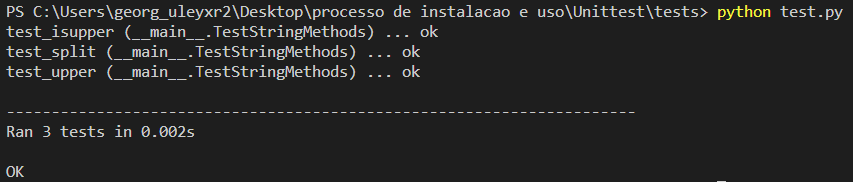 PS C:\Users\georg_uleyxr2\Desktop\processo de instalacao e uso\Unittest\tests> python test.py
test_isupper (__main__.TestStringMethods) ... ok
test_split (__main__.TestStringMethods) ... ok
test_upper (__main__.TestStringMethods) ... ok
----------------------------------------------------------------------
Ran 3 tests in 0.002s
OK